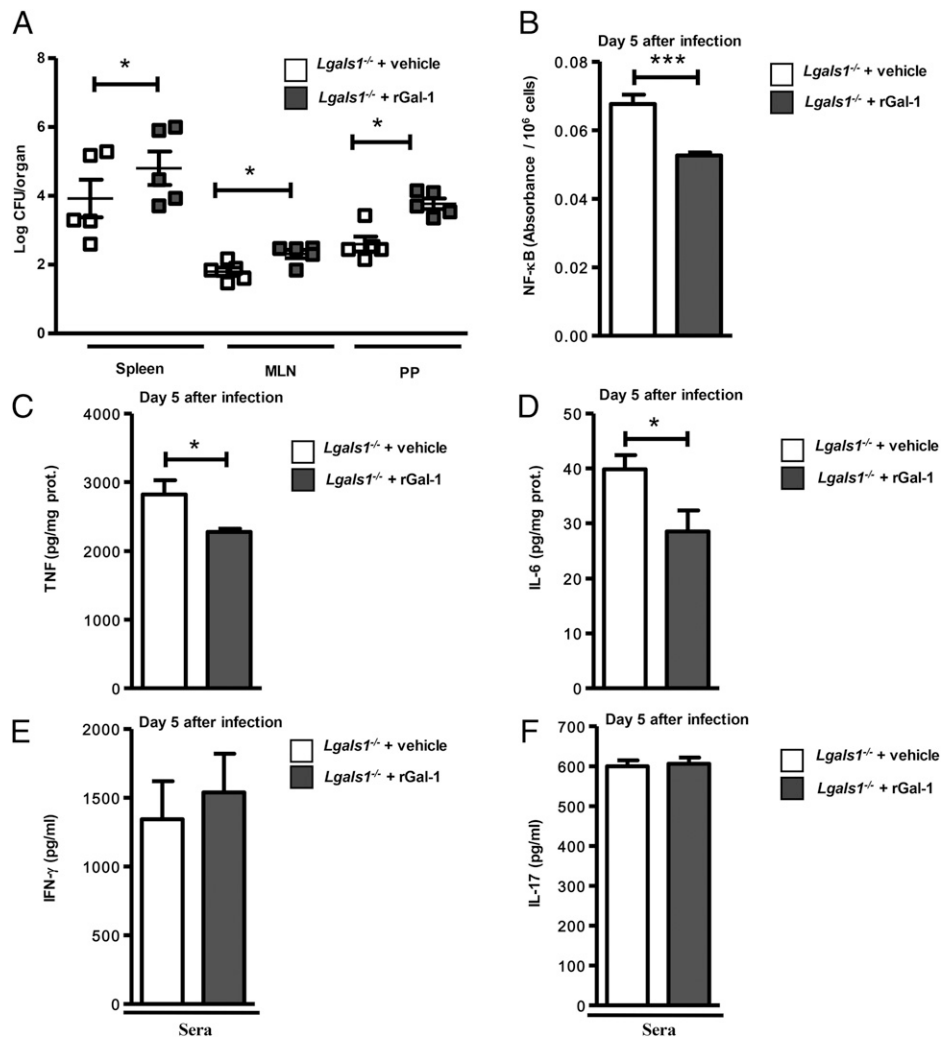 A
Log CFU/organ
8
6
4
2
0
*
*
*
Lgals1-/- + vehicle
Lgals1-/- + rGal-1
Spleen
MLN
PP
B
Day 5 after infection
NF-κB (Absorbance / 10⁶ cells)
0.08
0.06
0.04
0.02
0.00
***
Lgals1-/- + vehicle
Lgals1-/- + rGal-1
C
Day 5 after infection
TNF (pg/mg prot.)
4000
3000
2000
1000
0
*
Lgals1-/- + vehicle
Lgals1-/- + rGal-1
D
Day 5 after infection
IL-6 (pg/mg prot.)
50
40
30
20
10
0
*
Lgals1-/- + vehicle
Lgals1-/- + rGal-1
E
Day 5 after infection
IFN-γ (pg/ml)
2000
1500
1000
500
0
Lgals1-/- + vehicle
Lgals1-/- + rGal-1
Sera
F
Day 5 after infection
IL-17 (pg/ml)
700
600
500
400
300
200
100
0
Lgals1-/- + vehicle
Lgals1-/- + rGal-1
Sera